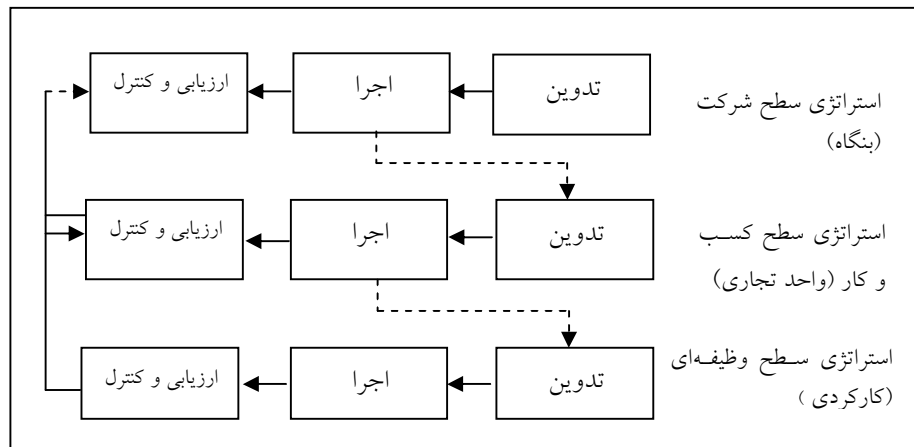 استراتژی سطح شرکت
(بنگاه)
تدوین
اجرا
ارزیابی و کنترل
استراتژی سطح کسب
و کار (واحد تجاری)
تدوین
اجرا
ارزیابی و کنترل
استراتژی سطح وظیفه‌ای
(کارکردی )
تدوین
اجرا
ارزیابی و کنترل